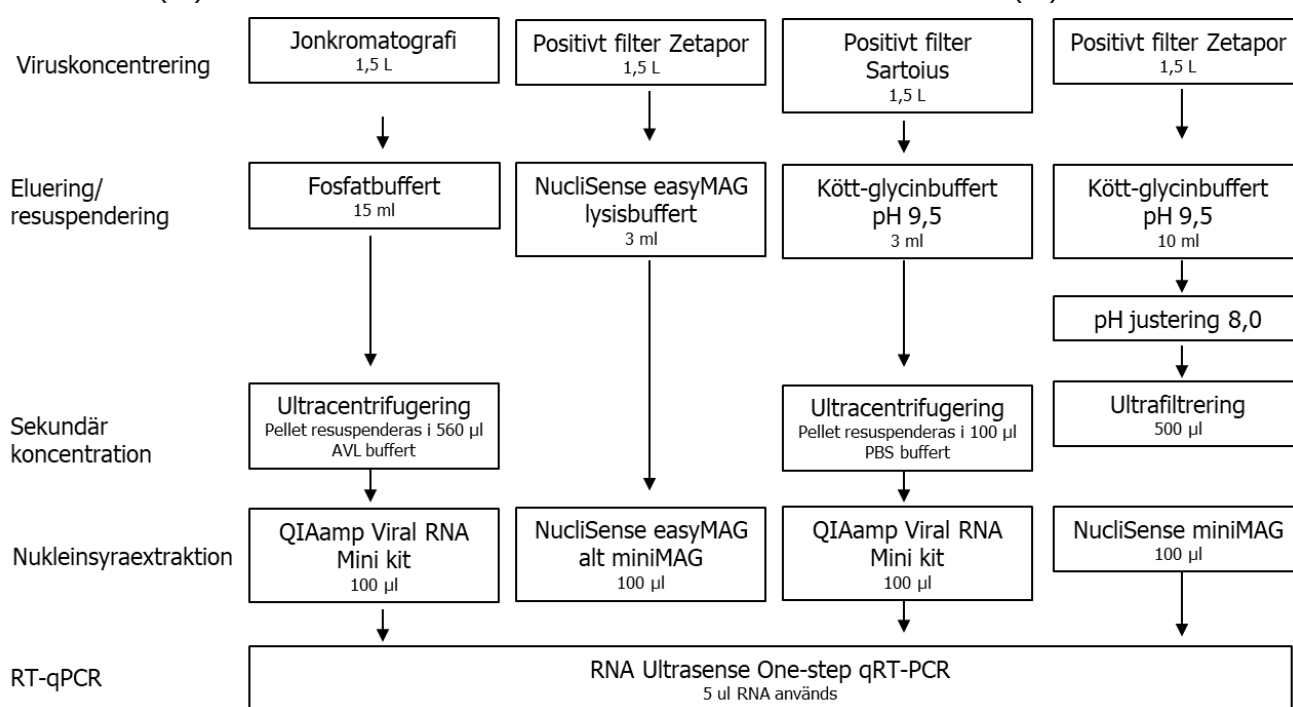 Viruskoncentrering
Jonkromatografi
1,5 L
Positivt filter Zetapor
1,5 L
Positivt filter
Sartoius
1,5 L
Positivt filter Zetapor
1,5 L
Eluering/
resuspendering
Fosfatbuffert
15 ml
NucliSense easyMAG
lysisbuffert
3 ml
Kött-glycinbuffert
pH 9,5
3 ml
Kött-glycinbuffert
pH 9,5
10 ml
pH justering 8,0
Sekundär
koncentration
Ultracentrifugering
Pellet resuspenderas i 560 µl
AVL buffert
Ultracentrifugering
Pellet resuspenderas i 100 µl
PBS buffert
Ultrafiltrering
500 µl
Nukleinsyraextraktion
QIAamp Viral RNA
Mini kit
100 µl
NucliSense easyMAG
alt miniMAG
100 µl
QIAamp Viral RNA
Mini kit
100 µl
NucliSense miniMAG
100 µl
RT-qPCR
RNA Ultrasense One-step qRT-PCR
5 ul RNA används